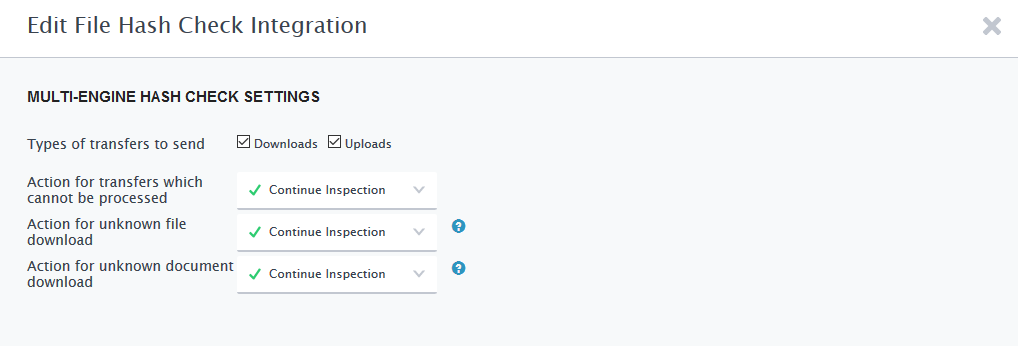 Edit File Hash Check Integration
MULTI-ENGINE HASH CHECK SETTINGS
Types of transfers to send
Downloads Uploads
Action for transfers which
cannot be processed
Continue Inspection
Action for unknown file
download
Continue Inspection
?
Action for unknown document
download
Continue Inspection
?